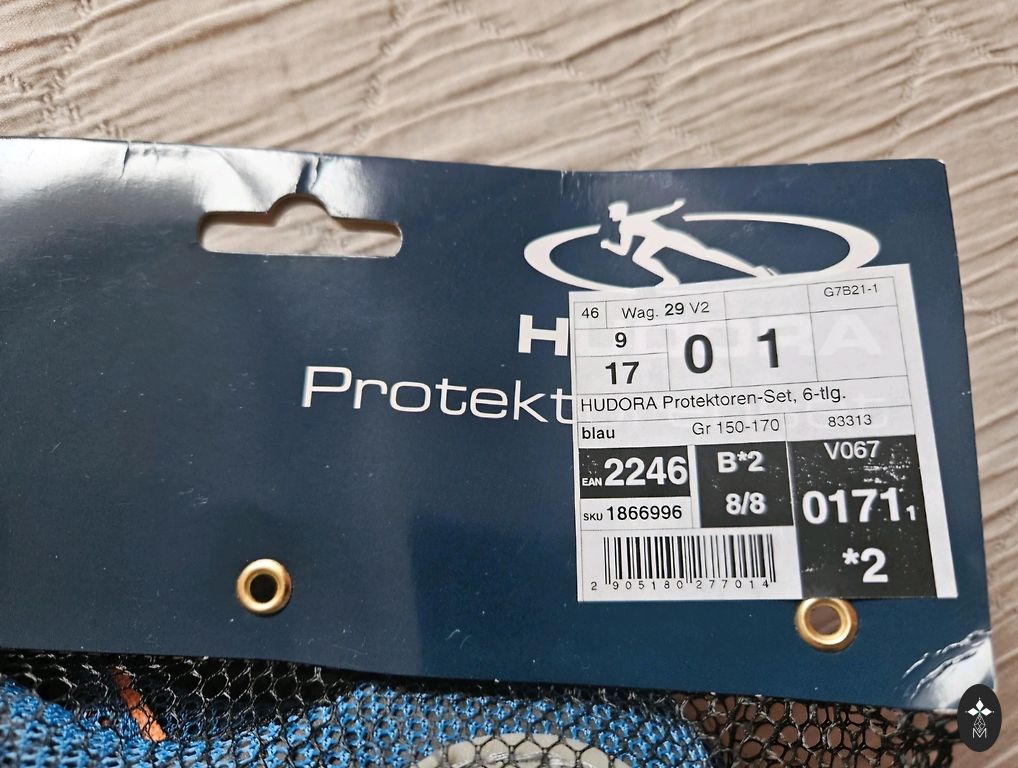 HUDORA
Protekt
46 Wag. 29 V2 G7B21-1
9
17
0 1
HUDORA Protektoren-Set, 6-tlg.
blau Gr 150-170 83313
EAN 2246
SKU 1866996
B*2
8/8
V067
0171 1
*2
2 905180 277014
M